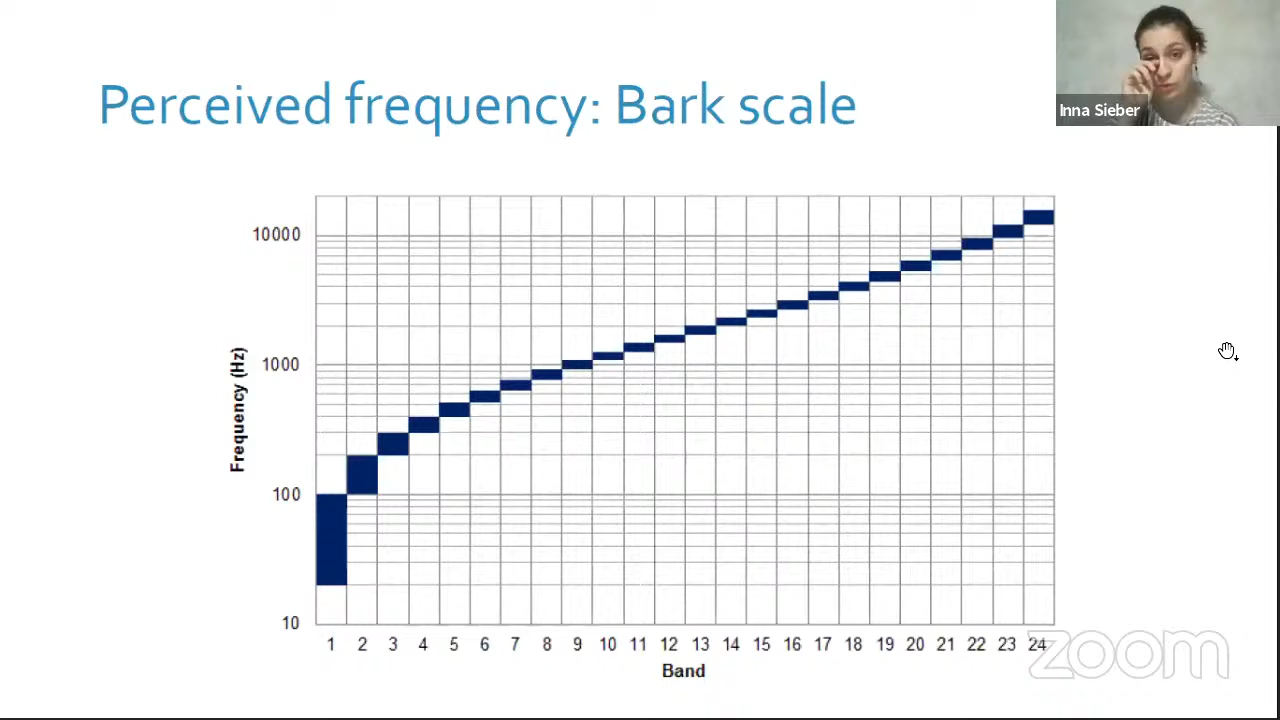 Perceived frequency: Bark scale
Inna Sieber
10000
1000
100
10
Frequency (Hz)
1 2 3 4 5 6 7 8 9 10 11 12 13 14 15 16 17 18 19 20 21 22 23 24
Band
zoom